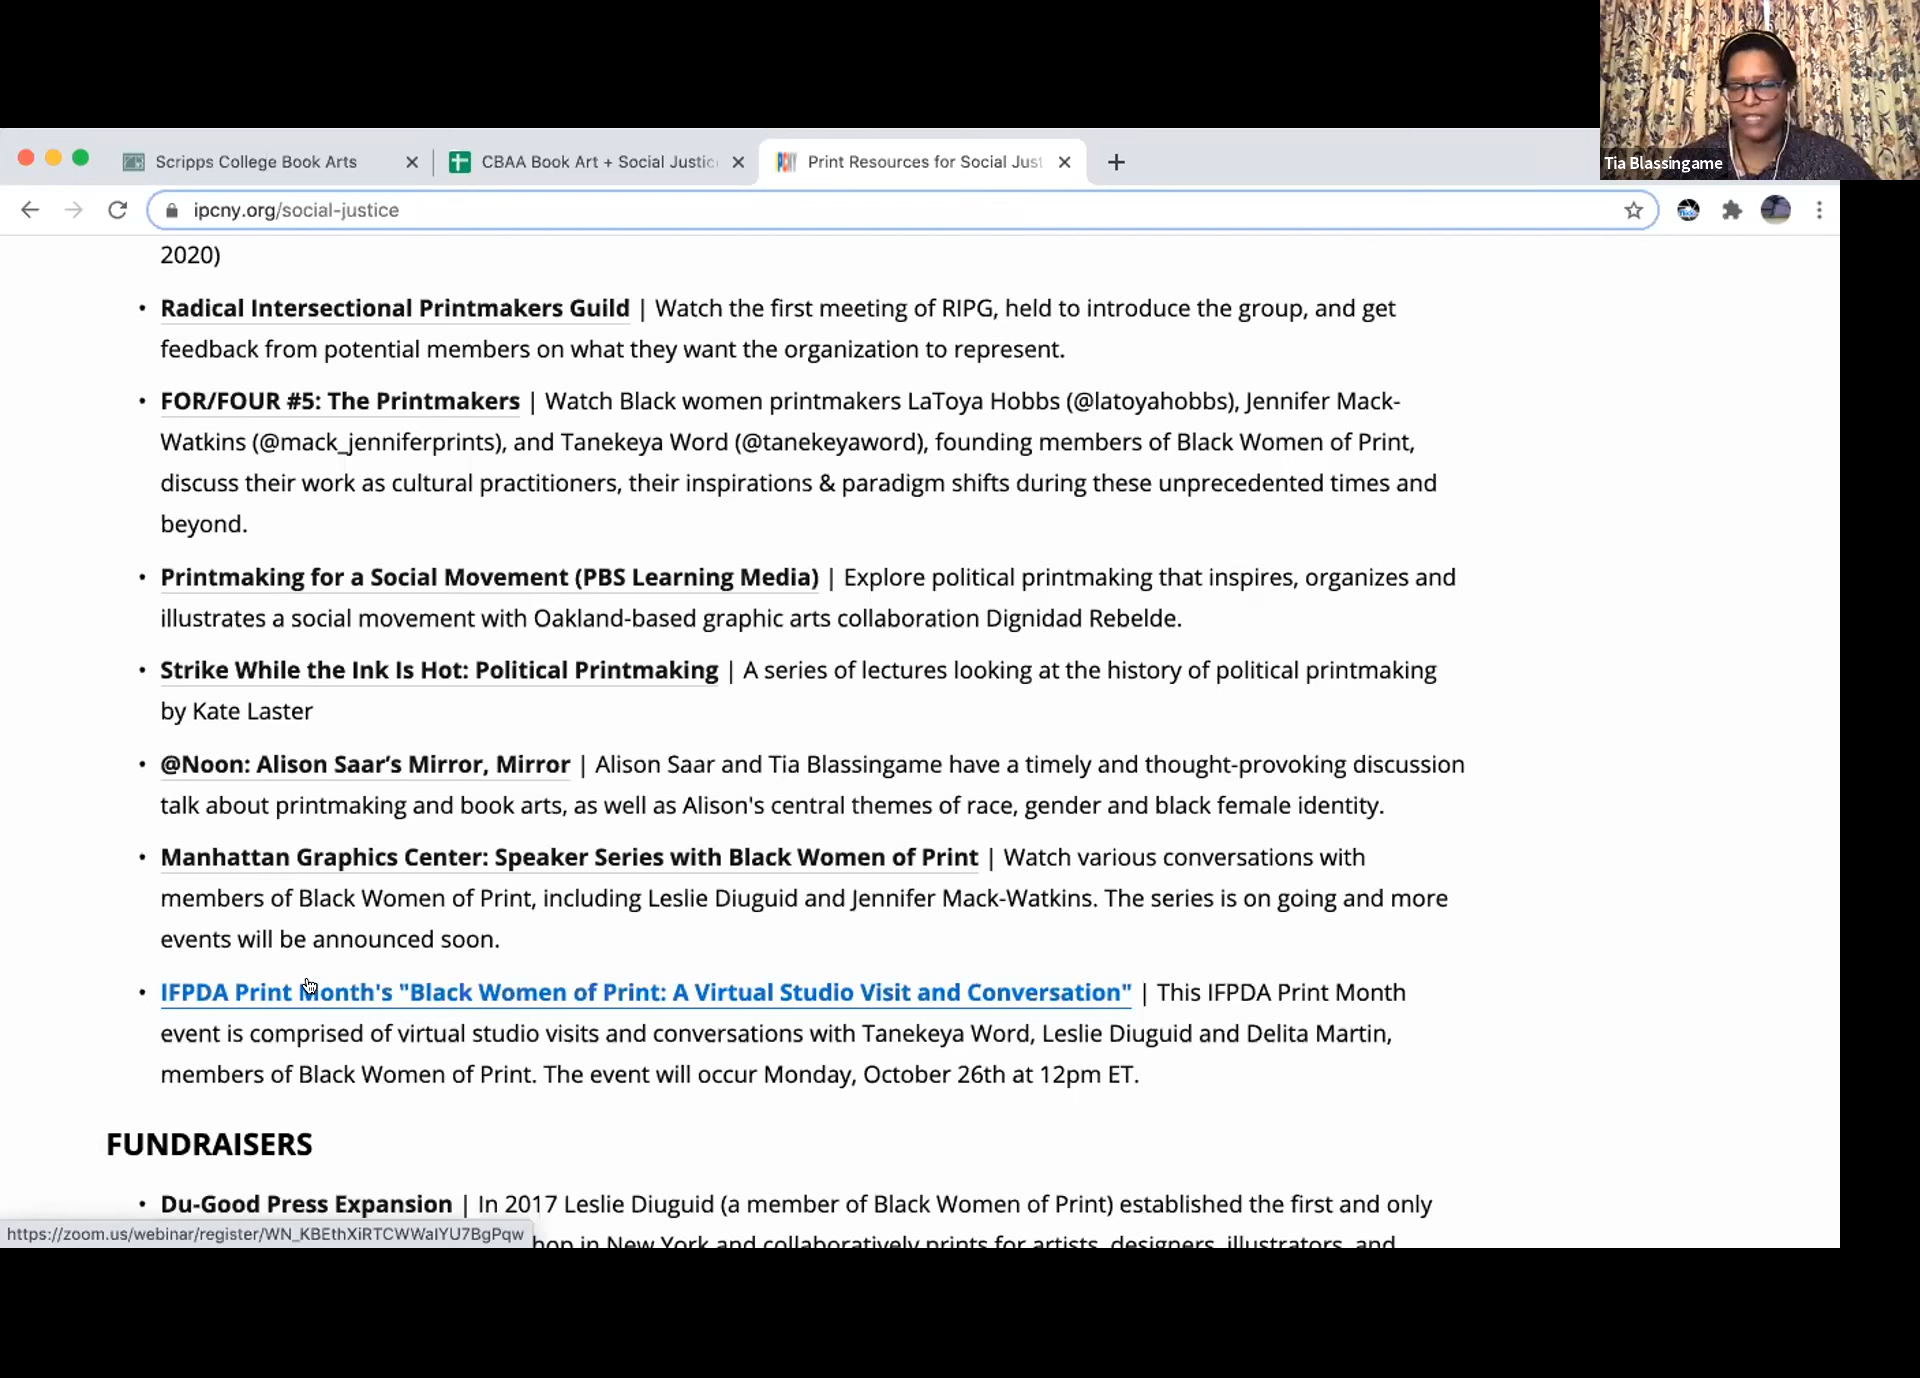 Tia Blassingame
Scripps College Book Arts
CBAA Book Art + Social Justic
Print Resources for Social Just
ipcny.org/social-justice
2020)
• Radical Intersectional Printmakers Guild | Watch the first meeting of RIPG, held to introduce the group, and get
feedback from potential members on what they want the organization to represent.
• FOR/FOUR #5: The Printmakers | Watch Black women printmakers LaToya Hobbs (@latoyahobbs), Jennifer Mack-
Watkins (@mack_jenniferprints), and Tanekeya Word (@tanekeyaword), founding members of Black Women of Print,
discuss their work as cultural practitioners, their inspirations & paradigm shifts during these unprecedented times and
beyond.
• Printmaking for a Social Movement (PBS Learning Media) | Explore political printmaking that inspires, organizes and
illustrates a social movement with Oakland-based graphic arts collaboration Dignidad Rebelde.
• Strike While the Ink Is Hot: Political Printmaking | A series of lectures looking at the history of political printmaking
by Kate Laster
• @Noon: Alison Saar’s Mirror, Mirror | Alison Saar and Tia Blassingame have a timely and thought-provoking discussion
talk about printmaking and book arts, as well as Alison's central themes of race, gender and black female identity.
• Manhattan Graphics Center: Speaker Series with Black Women of Print | Watch various conversations with
members of Black Women of Print, including Leslie Diuguid and Jennifer Mack-Watkins. The series is on going and more
events will be announced soon.
• IFPDA Print Month's "Black Women of Print: A Virtual Studio Visit and Conversation" | This IFPDA Print Month
event is comprised of virtual studio visits and conversations with Tanekeya Word, Leslie Diuguid and Delita Martin,
members of Black Women of Print. The event will occur Monday, October 26th at 12pm ET.
FUNDRAISERS
• Du-Good Press Expansion | In 2017 Leslie Diuguid (a member of Black Women of Print) established the first and only
https://zoom.us/webinar/register/WN_KBEthXiRTCWWaIYU7BgPqw
in New York and collaboratively prints for artists, designers, illustrators, and